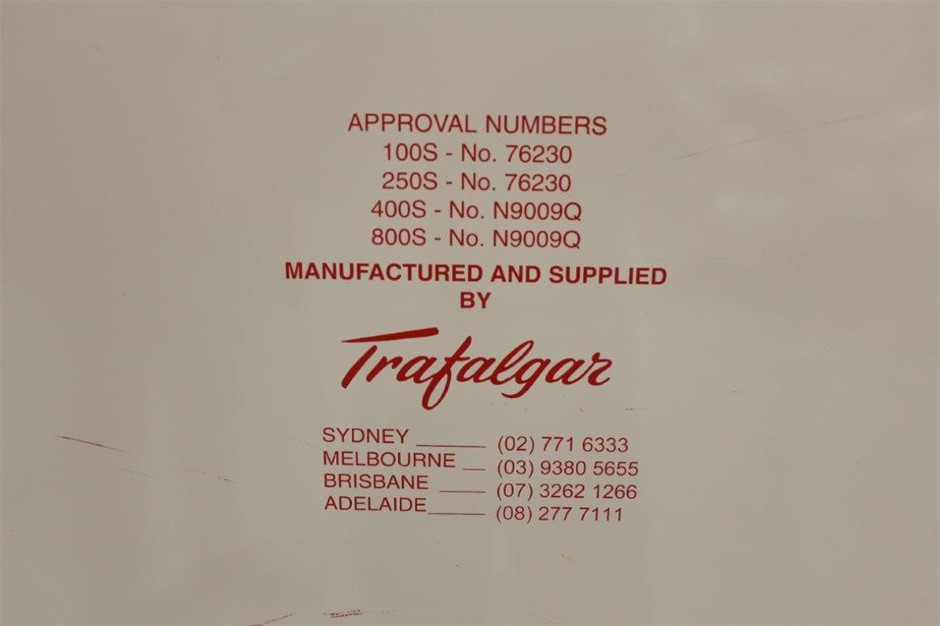 APPROVAL NUMBERS
100S - No. 76230
250S - No. 76230
400S - No. N9009Q
800S - No. N9009Q
MANUFACTURED AND SUPPLIED
BY
Trafalgar
SYDNEY ______ (02) 771 6333
MELBOURNE __ (03) 9380 5655
BRISBANE ____ (07) 3262 1266
ADELAIDE_____ (08) 277 7111